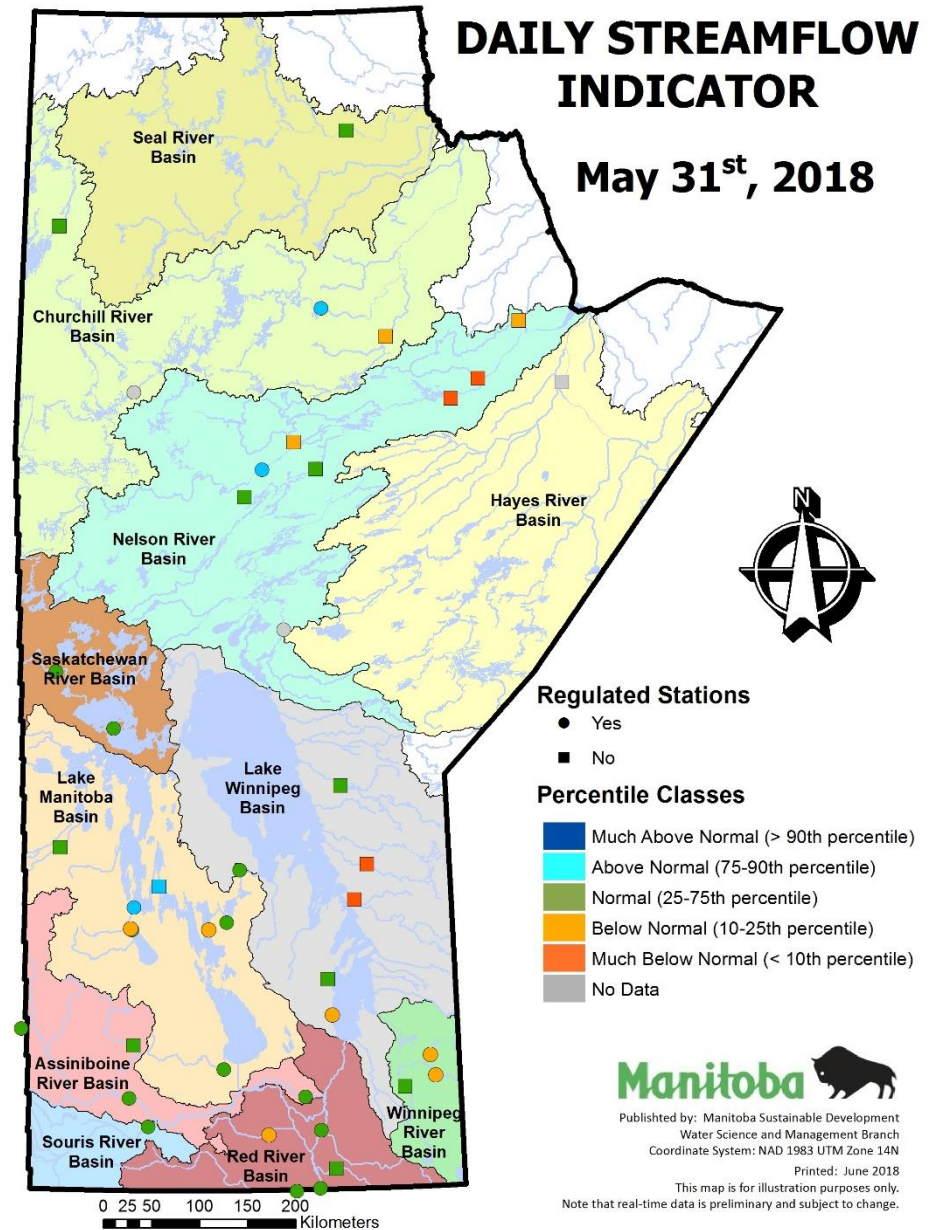 DAILY STREAMFLOW
INDICATOR
May 31st, 2018
Seal River
Basin
Churchill River
Basin
Hayes River
Basin
Nelson River
Basin
N
Saskatchewan
River Basin
Lake
Manitoba
Basin
Lake
Winnipeg
Basin
Assiniboine
River Basin
Souris River
Basin
Red River
Basin
Winnipeg
River
Basin
Regulated Stations
Yes
No
Percentile Classes
Much Above Normal (> 90th percentile)
Above Normal (75-90th percentile)
Normal (25-75th percentile)
Below Normal (10-25th percentile)
Much Below Normal (< 10th percentile)
No Data
Manitoba
Publishted by: Manitoba Sustainable Development
Water Science and Management Branch
Coordinate System: NAD 1983 UTM Zone 14N
Printed: June 2018
This map is for illustration purposes only.
Note that real-time data is preliminary and subject to change.
0 25 50 100 150 200
Kilometers